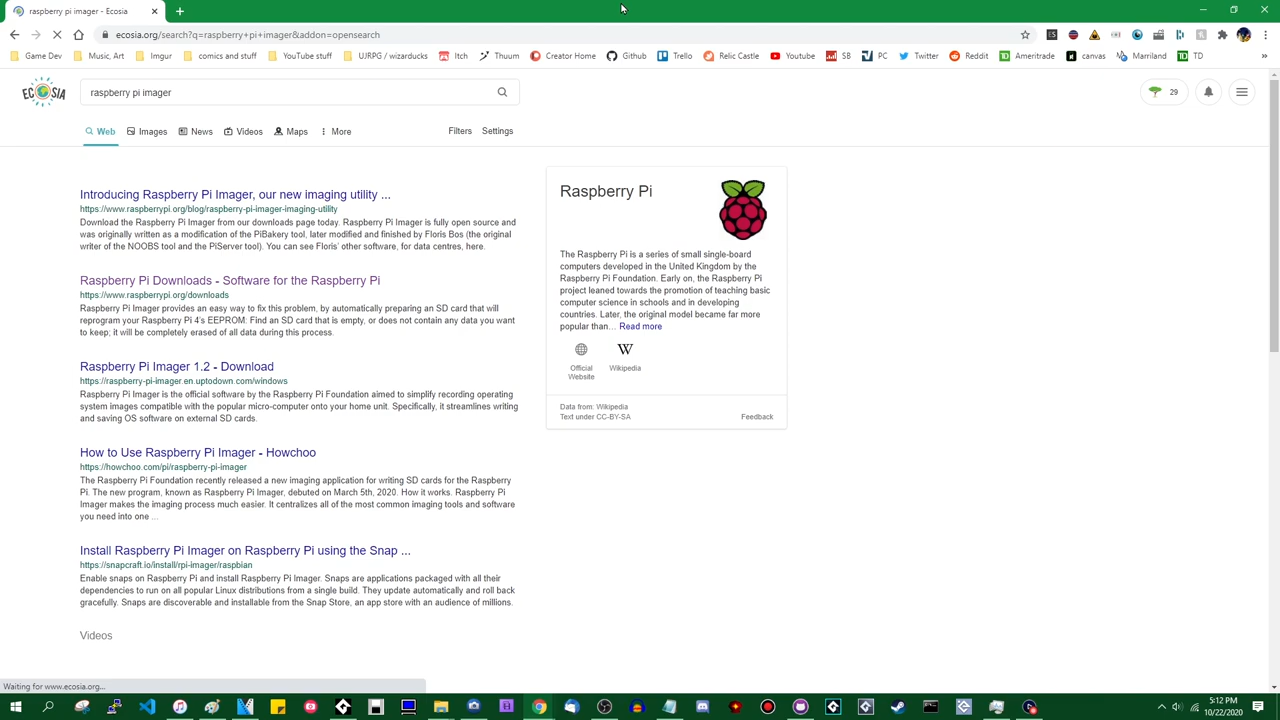 raspberry pi imager - Ecosia
ecosia.org/search?q=raspberry+pi+imager&addon=opensearch
Game Dev
Music, Art
Imgur
comics and stuff
YouTube stuff
UJRPG / wizarducks
Itch
Thuum
Creator Home
Github
Trello
Relic Castle
Youtube
SB
PC
Twitter
Reddit
Ameritrade
canvas
Marriland
TD
ECOSIA
raspberry pi imager
29
Web
Images
News
Videos
Maps
More
Filters
Settings
Introducing Raspberry Pi Imager, our new imaging utility ...
https://www.raspberrypi.org/blog/raspberry-pi-imager-imaging-utility
Download the Raspberry Pi Imager from our downloads page today. Raspberry Pi Imager is fully open source and
was originally written as a modification of the PiBakery tool, later modified and finished by Floris Bos (the original
writer of the NOOBS tool and the PiServer tool). You can see Floris' other software, for data centres, here.
Raspberry Pi Downloads - Software for the Raspberry Pi
https://www.raspberrypi.org/downloads
Raspberry Pi Imager provides an easy way to fix this problem, by automatically preparing an SD card that will
reprogram your Raspberry Pi 4's EEPROM: Find an SD card that is empty, or does not contain any data you want
to keep; it will be completely erased of all data during this process.
Raspberry Pi Imager 1.2 - Download
https://raspberry-pi-imager.en.uptodown.com/windows
Raspberry Pi Imager is the official software by the Raspberry Pi Foundation aimed to simplify recording operating
system images compatible with the popular micro-computer onto your home unit. Specifically, it streamlines writing
and saving OS software on external SD cards.
How to Use Raspberry Pi Imager - Howchoo
https://howchoo.com/pi/raspberry-pi-imager
The Raspberry Pi Foundation recently released a new imaging application for writing SD cards for the Raspberry
Pi. The new program, known as Raspberry Pi Imager, debuted on March 5th, 2020. How it works. Raspberry Pi
Imager makes the imaging process much easier. It centralizes all of the most common imaging tools and software
you need into one ...
Install Raspberry Pi Imager on Raspberry Pi using the Snap ...
https://snapcraft.io/install/rpi-imager/raspbian
Enable snaps on Raspberry Pi and install Raspberry Pi Imager. Snaps are applications packaged with all their
dependencies to run on all popular Linux distributions from a single build. They update automatically and roll back
gracefully. Snaps are discoverable and installable from the Snap Store, an app store with an audience of millions.
Videos
Raspberry Pi
The Raspberry Pi is a series of small single-board
computers developed in the United Kingdom by the
Raspberry Pi Foundation. Early on, the Raspberry Pi
project leaned towards the promotion of teaching basic
computer science in schools and in developing
countries. Later, the original model became far more
popular than... Read more
W
Official
Website
Wikipedia
Data from: Wikipedia
Text under CC-BY-SA
Feedback
Waiting for www.ecosia.org...
5:12 PM
10/22/2020